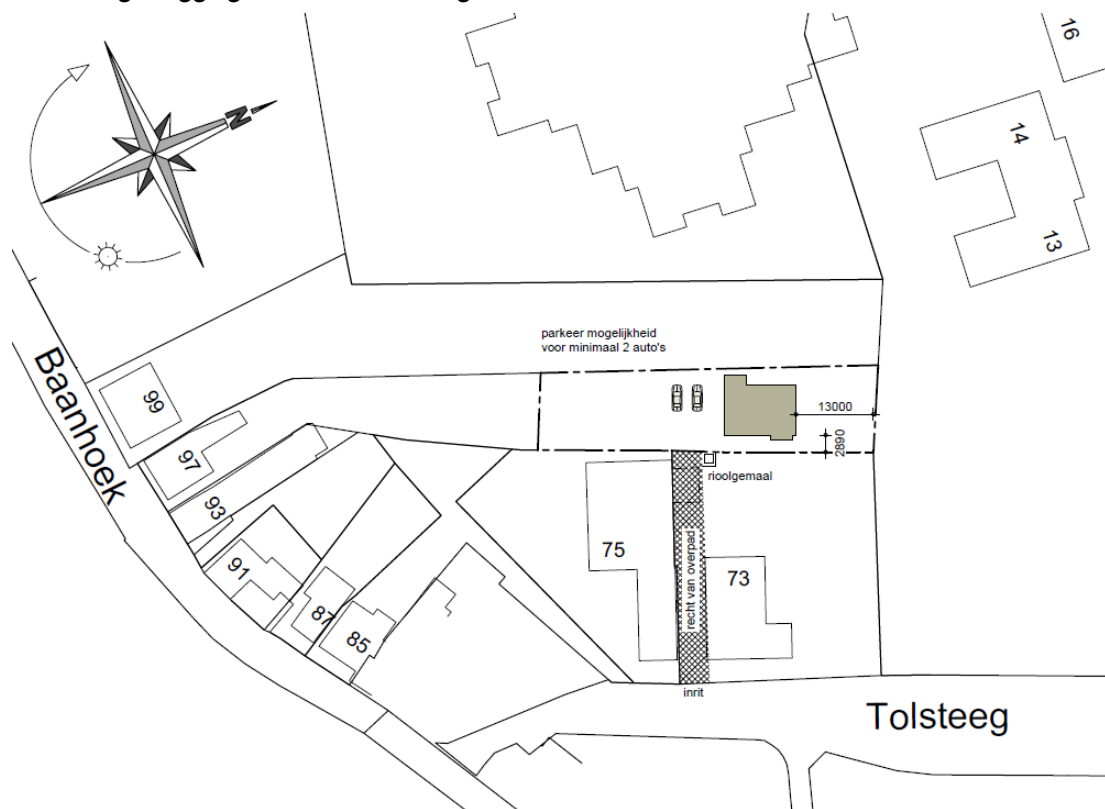 16
N
14
13
parkeer mogelijkheid
voor minimaal 2 auto's
Baanhoek
99
13000
2890
97
rioolgemaal
93
75
recht van overpad
73
91
87
85
inrit
Tolsteeg